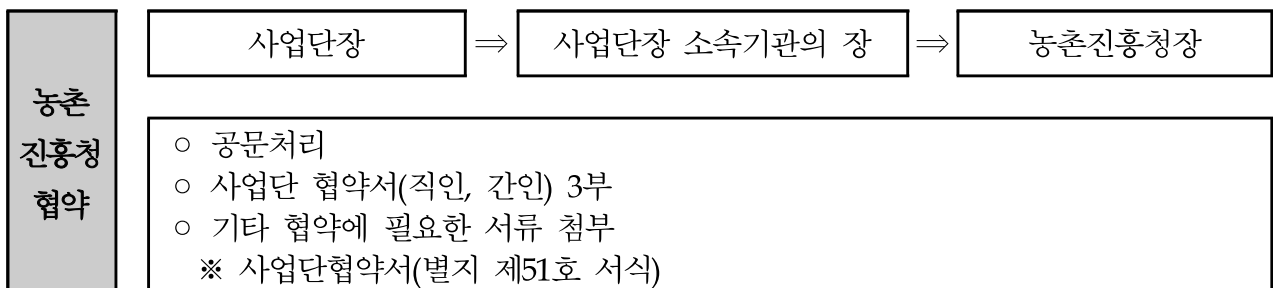 농촌
진흥청
협약
사업단장 ⇒ 사업단장 소속기관의 장 ⇒ 농촌진흥청장
○ 공문처리
○ 사업단 협약서(직인, 간인) 3부
○ 기타 협약에 필요한 서류 첨부
※ 사업단협약서(별지 제51호 서식)